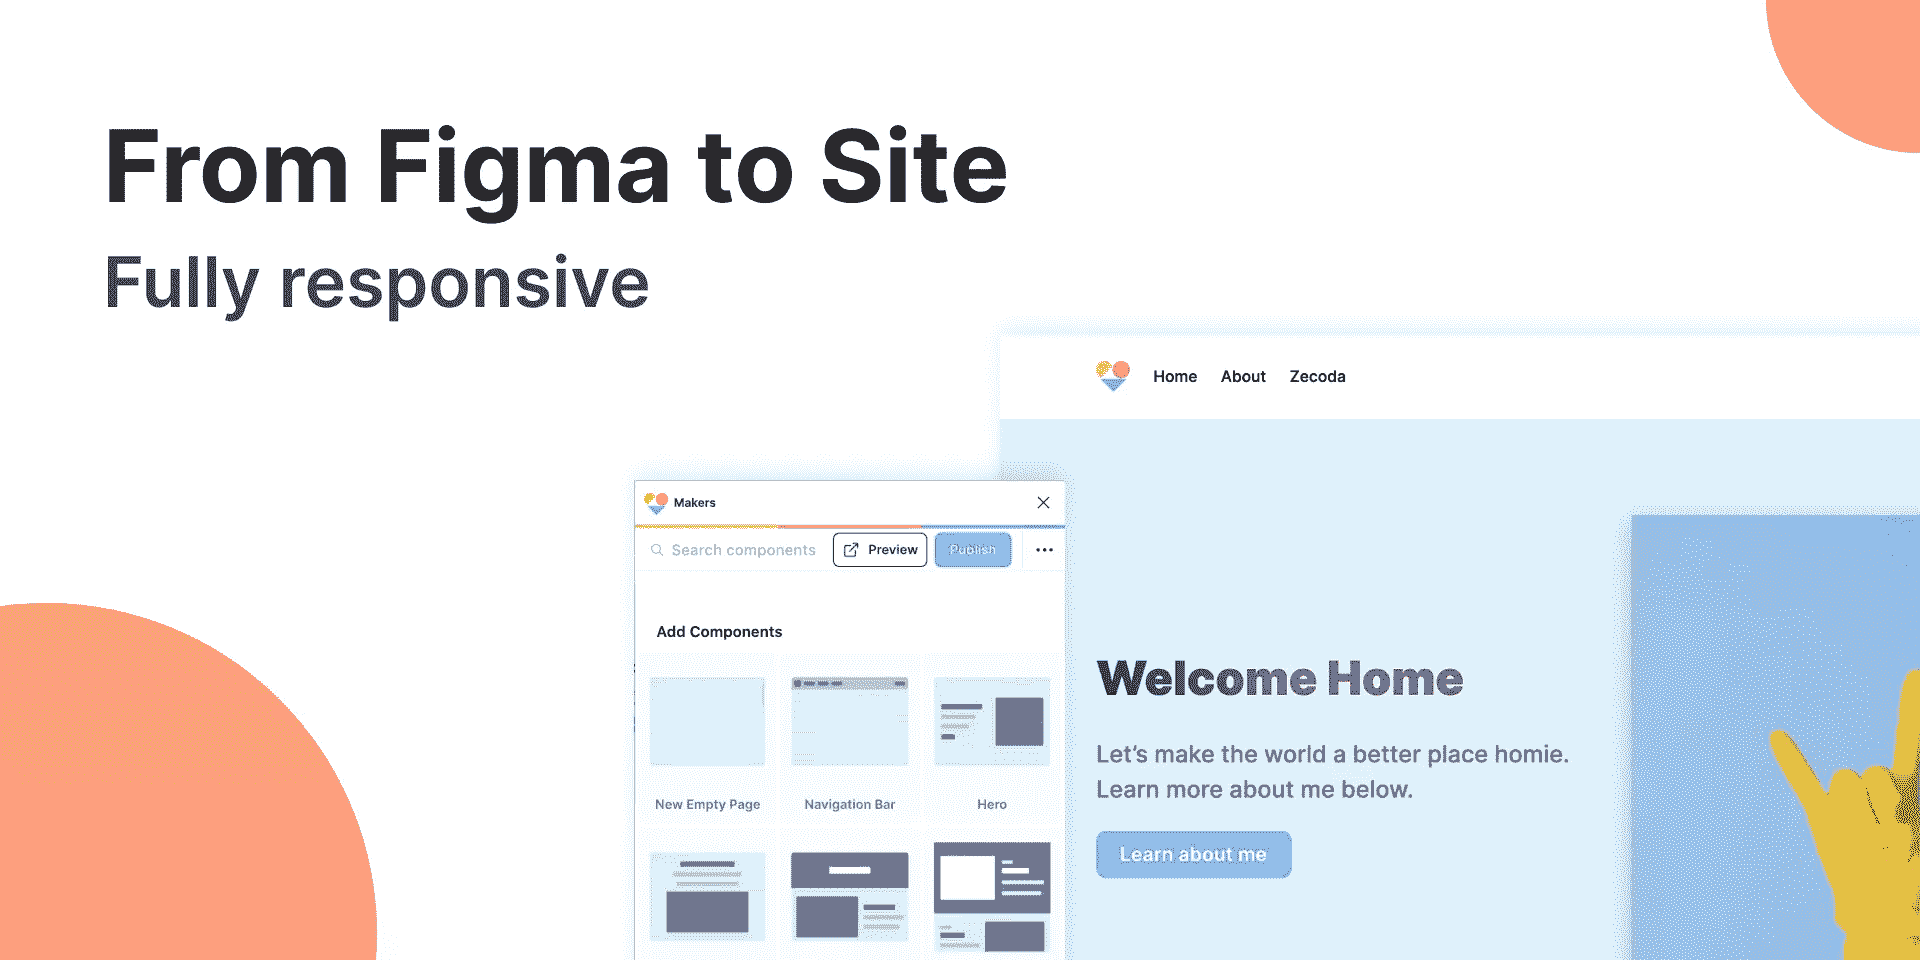 From Figma to Site
Fully responsive
Home About Zecoda
Makers
Search components Preview Publish
Add Components
New Empty Page Navigation Bar Hero
Welcome Home
Let’s make the world a better place homie.
Learn more about me below.
Learn about me